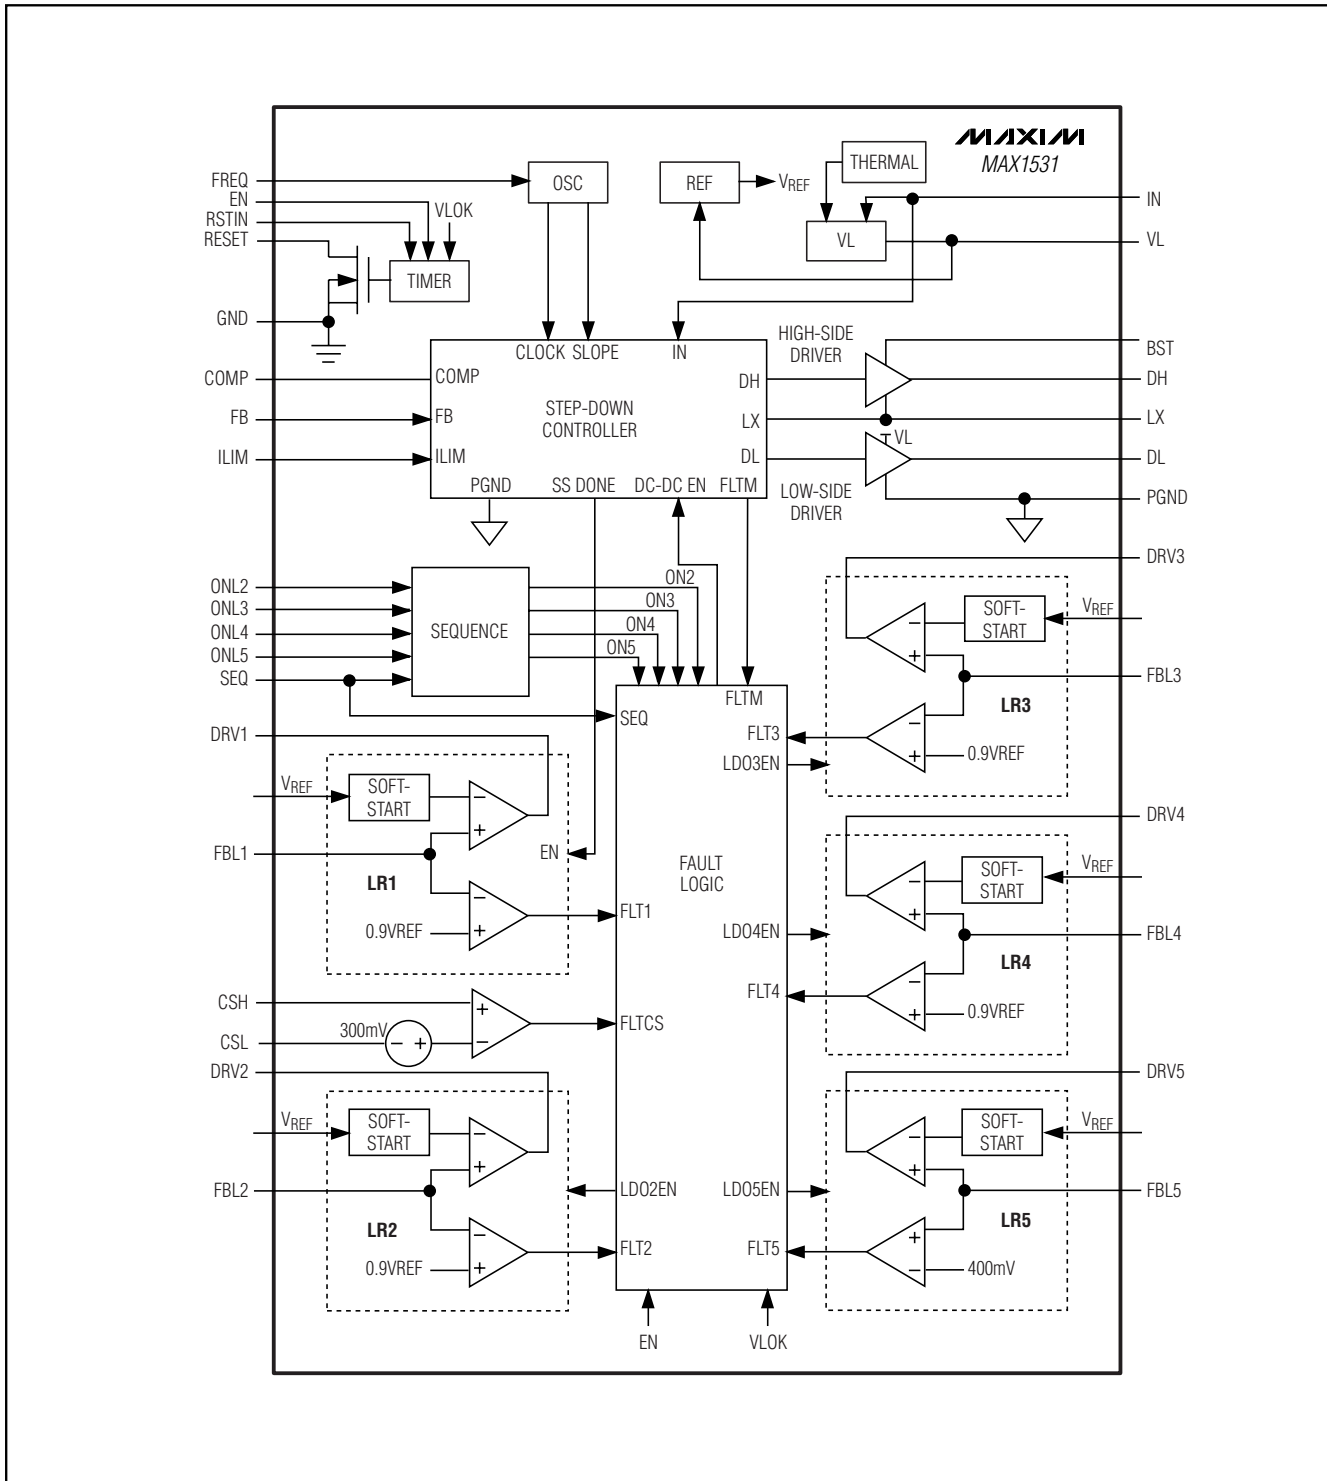 MAXIM
MAX1531
THERMAL
FREQ
OSC
REF
VREF
EN
IN
RSTIN
VLOK
RESET
VL
VL
TIMER
GND
HIGH-SIDE
DRIVER
CLOCK SLOPE
IN
BST
COMP
COMP
DH
DH
STEP-DOWN
CONTROLLER
FB
FB
LX
LX
VL
ILIM
ILIM
DL
DL
PGND
SS DONE
DC-DC EN
FLTM
LOW-SIDE
DRIVER
PGND
DRV3
ONL2
ON2
ONL3
ON3
SEQUENCE
ONL4
ON4
ONL5
ON5
SEQ
SOFT-
START
VREF
−
+
FBL3
FLTM
LR3
SEQ
DRV1
FLT3
−
+
0.9VREF
LDO3EN
VREF
SOFT-
START
−
+
DRV4
FBL1
EN
FAULT
LOGIC
SOFT-
START
VREF
−
+
LR1
−
+
0.9VREF
FLT1
LDO4EN
FBL4
LR4
CSH
FLT4
−
+
0.9VREF
+
−
FLTCS
CSL
300mV
− +
DRV2
DRV5
VREF
SOFT-
START
−
+
SOFT-
START
VREF
−
+
FBL2
LDO2EN
LDO5EN
FBL5
LR2
LR5
−
+
0.9VREF
FLT2
FLT5
+
−
400mV
EN
VLOK